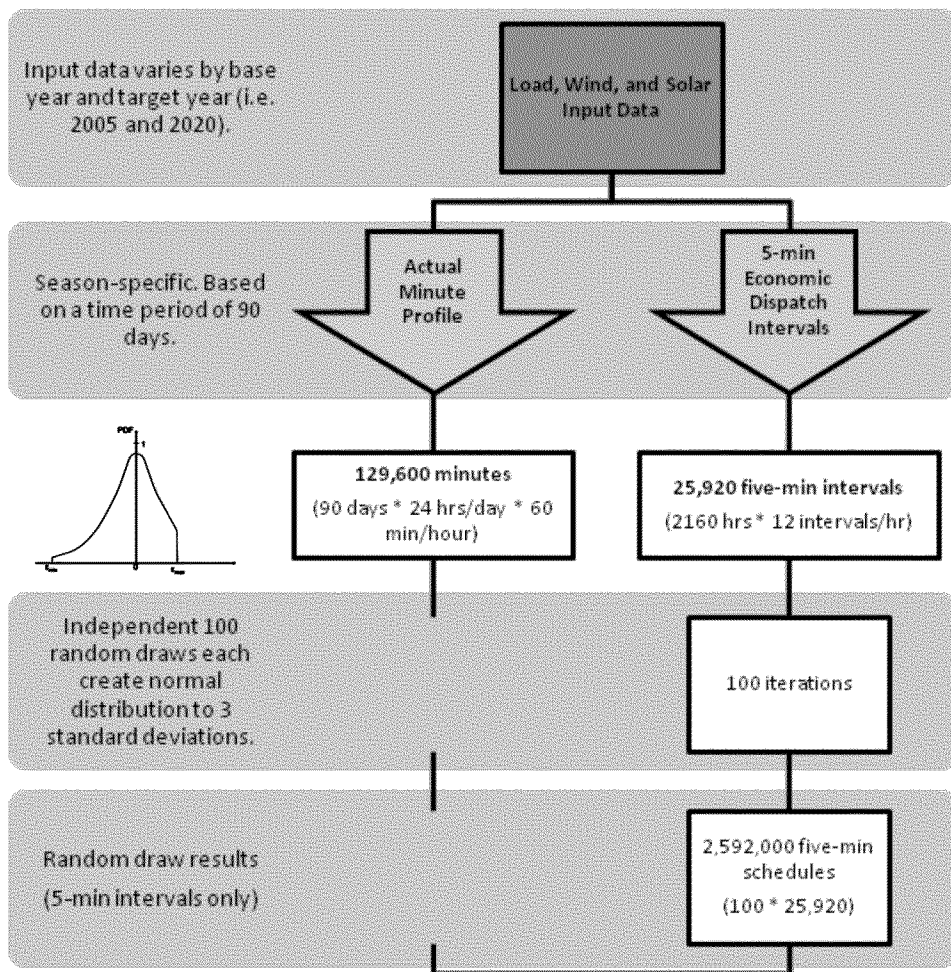 Input data varies by base
year and target year (i.e.
2005 and 2020).
Load, Wind, and Solar
Input Data
Season-specific. Based
on a time period of 90
days.
Actual
Minute
Profile
5-min
Economic
Dispatch
Intervals
PDF
1
0
129,600 minutes
(90 days * 24 hrs/day * 60
min/hour)
25,920 five-min intervals
(2160 hrs * 12 intervals/hr)
Independent 100
random draws each
create normal
distribution to 3
standard deviations.
100 iterations
Random draw results
(5-min intervals only)
2,592,000 five-min
schedules
(100 * 25,920)